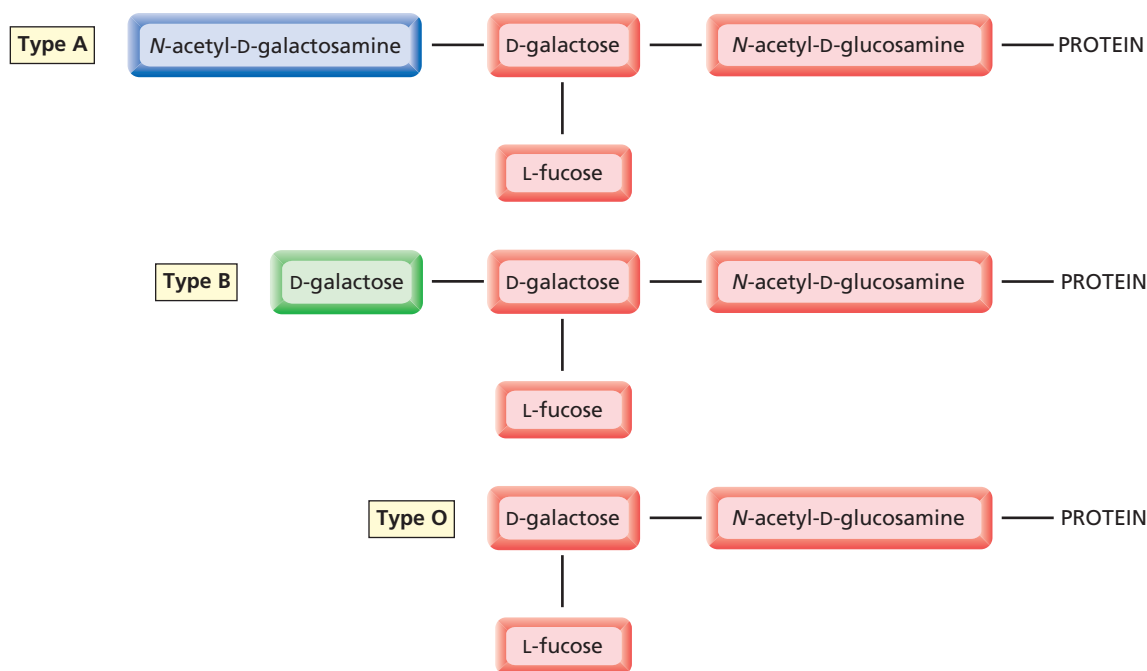 Type A N-acetyl-D-galactosamine D-galactose N-acetyl-D-glucosamine PROTEIN
L-fucose
Type B D-galactose D-galactose N-acetyl-D-glucosamine PROTEIN
L-fucose
Type O D-galactose N-acetyl-D-glucosamine PROTEIN
L-fucose